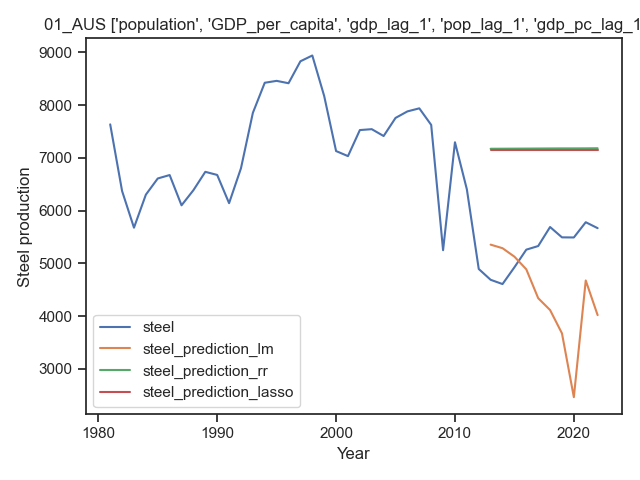 01_AUS ['population', 'GDP_per_capita', 'gdp_lag_1', 'pop_lag_1', 'gdp_pc_lag_1
9000
8000
7000
6000
5000
4000
3000
Steel production
steel
steel_prediction_lm
steel_prediction_rr
steel_prediction_lasso
1980
1990
2000
2010
2020
Year